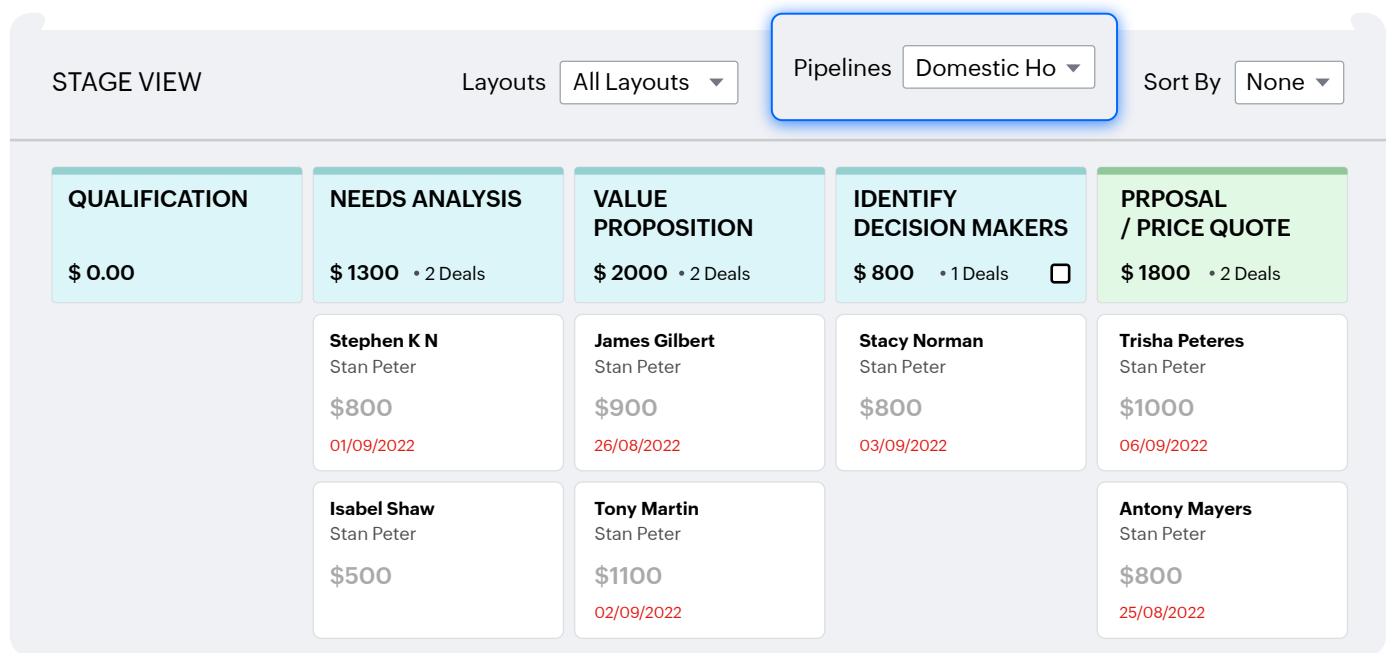 STAGE VIEW
Layouts All Layouts
Pipelines Domestic Ho
Sort By None
QUALIFICATION
$ 0.00
NEEDS ANALYSIS
$ 1300 • 2 Deals
Stephen K N
Stan Peter
$800
01/09/2022
Isabel Shaw
Stan Peter
$500
VALUE
PROPOSITION
$ 2000 • 2 Deals
James Gilbert
Stan Peter
$900
26/08/2022
Tony Martin
Stan Peter
$1100
02/09/2022
IDENTIFY
DECISION MAKERS
$ 800 • 1 Deals
Stacy Norman
Stan Peter
$800
03/09/2022
PRPOSAL
/ PRICE QUOTE
$ 1800 • 2 Deals
Trisha Peteres
Stan Peter
$1000
06/09/2022
Antony Mayers
Stan Peter
$800
25/08/2022